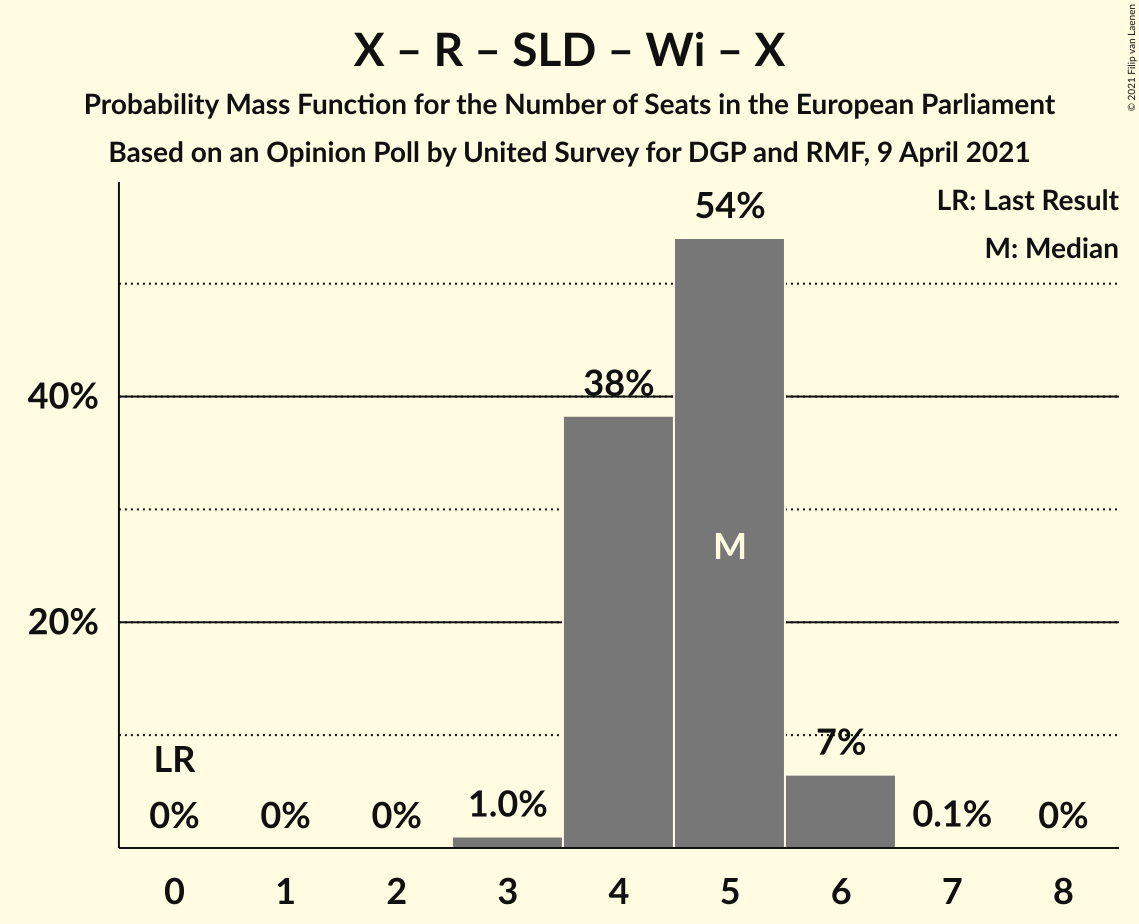 X – R – SLD – Wi – X
Probability Mass Function for the Number of Seats in the European Parliament
Based on an Opinion Poll by United Survey for DGP and RMF, 9 April 2021
© 2021 Filip van Laenen
LR: Last Result
M: Median
54%
38%
40%
M
20%
7%
LR
0%
0%
0%
1.0%
0.1%
0%
0
1
2
3
4
5
6
7
8